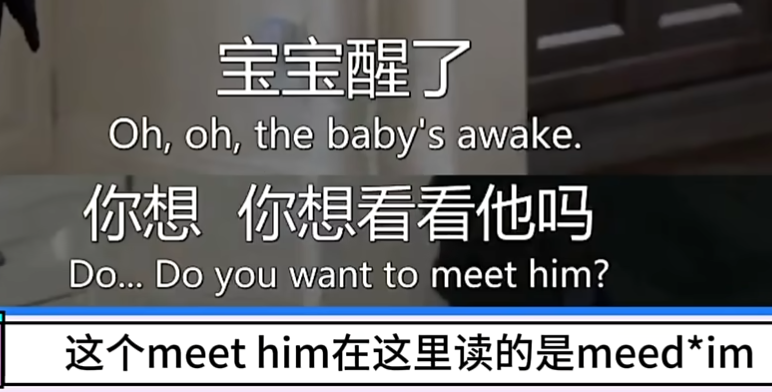 宝宝醒了
Oh, oh, the baby's awake.
你想 你想看看他吗
Do... Do you want to meet him?
这个meet him在这里读的是meed*im